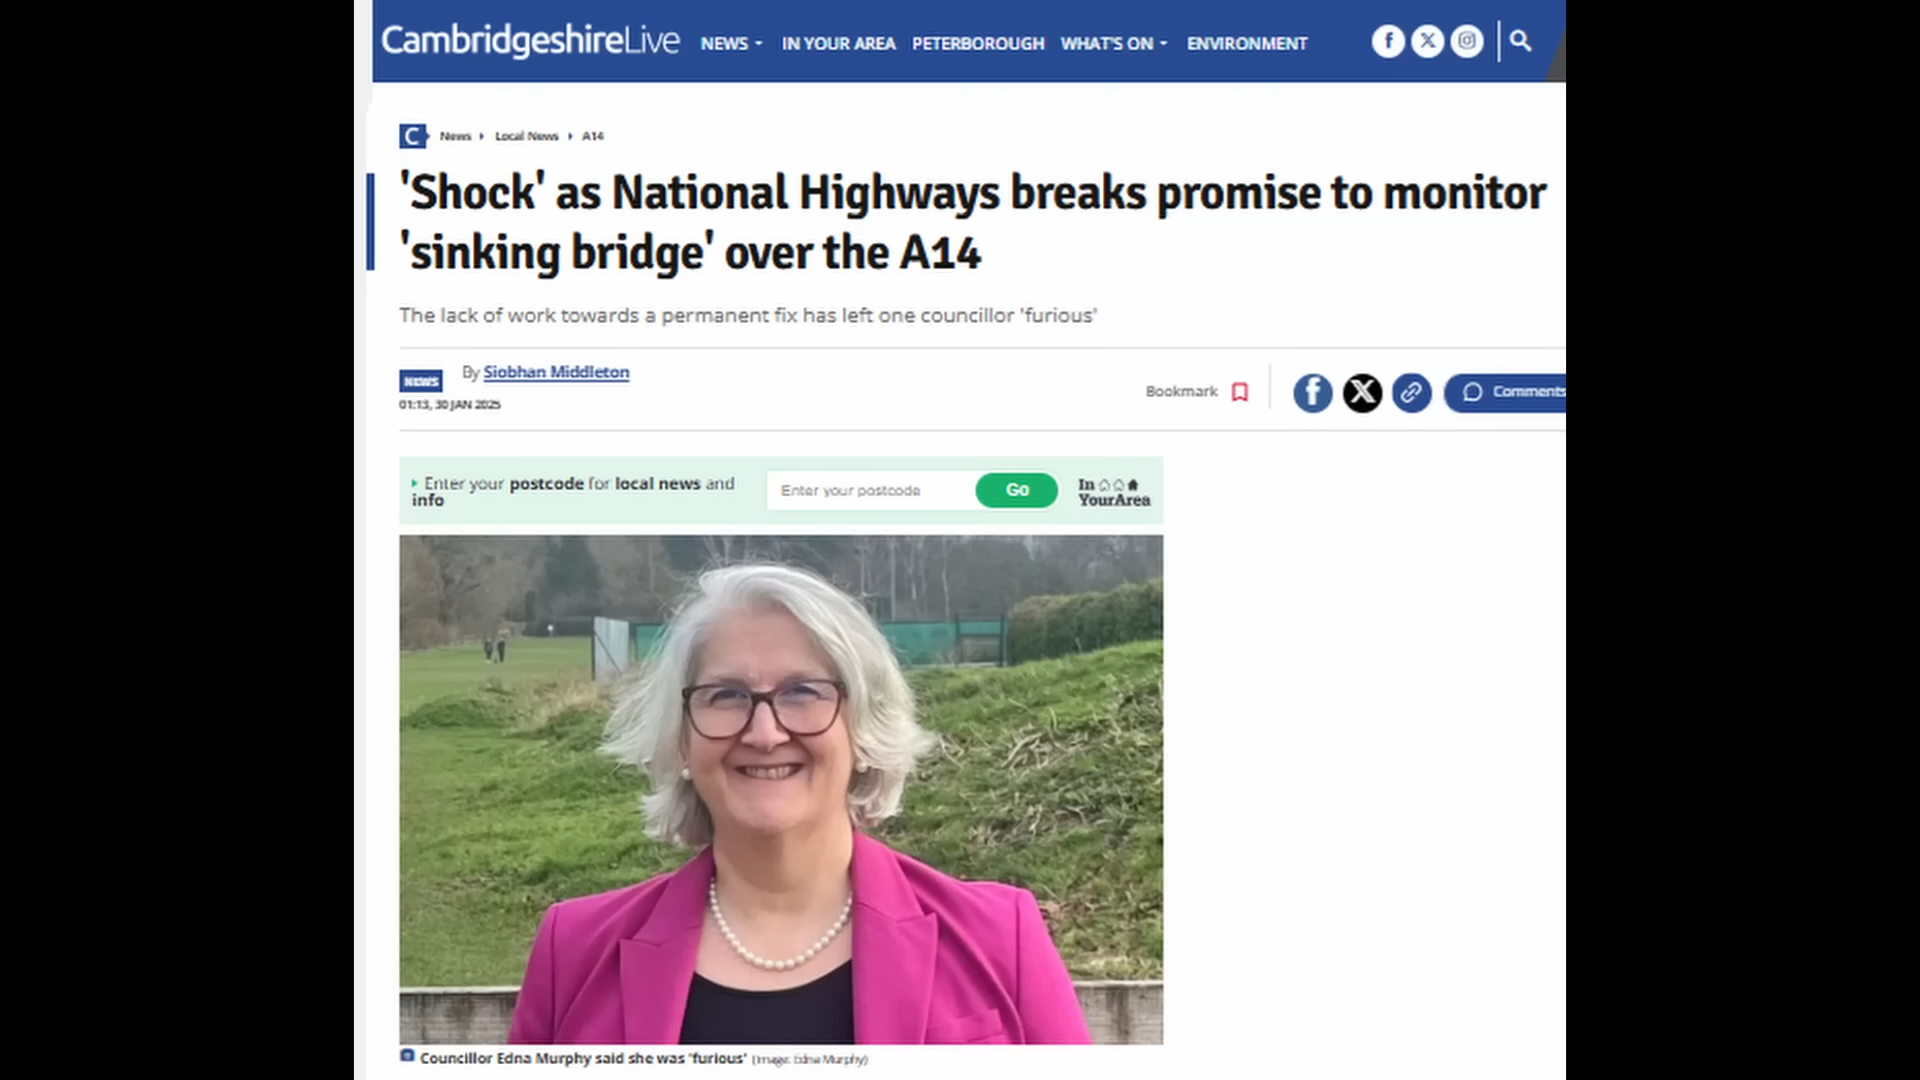 CambridgeshireLive NEWS IN YOUR AREA PETERBOROUGH WHAT'S ON ENVIRONMENT
C News Local News A14
'Shock' as National Highways breaks promise to monitor
'sinking bridge' over the A14
The lack of work towards a permanent fix has left one councillor 'furious'
NEWS By Siobhan Middleton
01:13, 30 JAN 2025
Bookmark Comments
Enter your postcode for local news and
info
Enter your postcode Go
In
YourArea
Councillor Edna Murphy said she was 'furious' (Image: Edna Murphy)